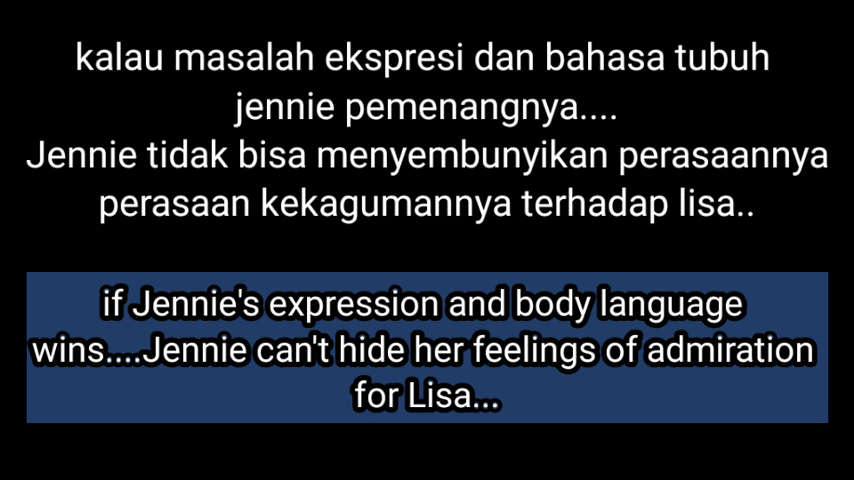 kalau masalah ekspresi dan bahasa tubuh
jennie pemenangnya....
Jennie tidak bisa menyembunyikan perasaannya
perasaan kekagumannya terhadap lisa..
if Jennie's expression and body language
wins....Jennie can't hide her feelings of admiration
for Lisa...